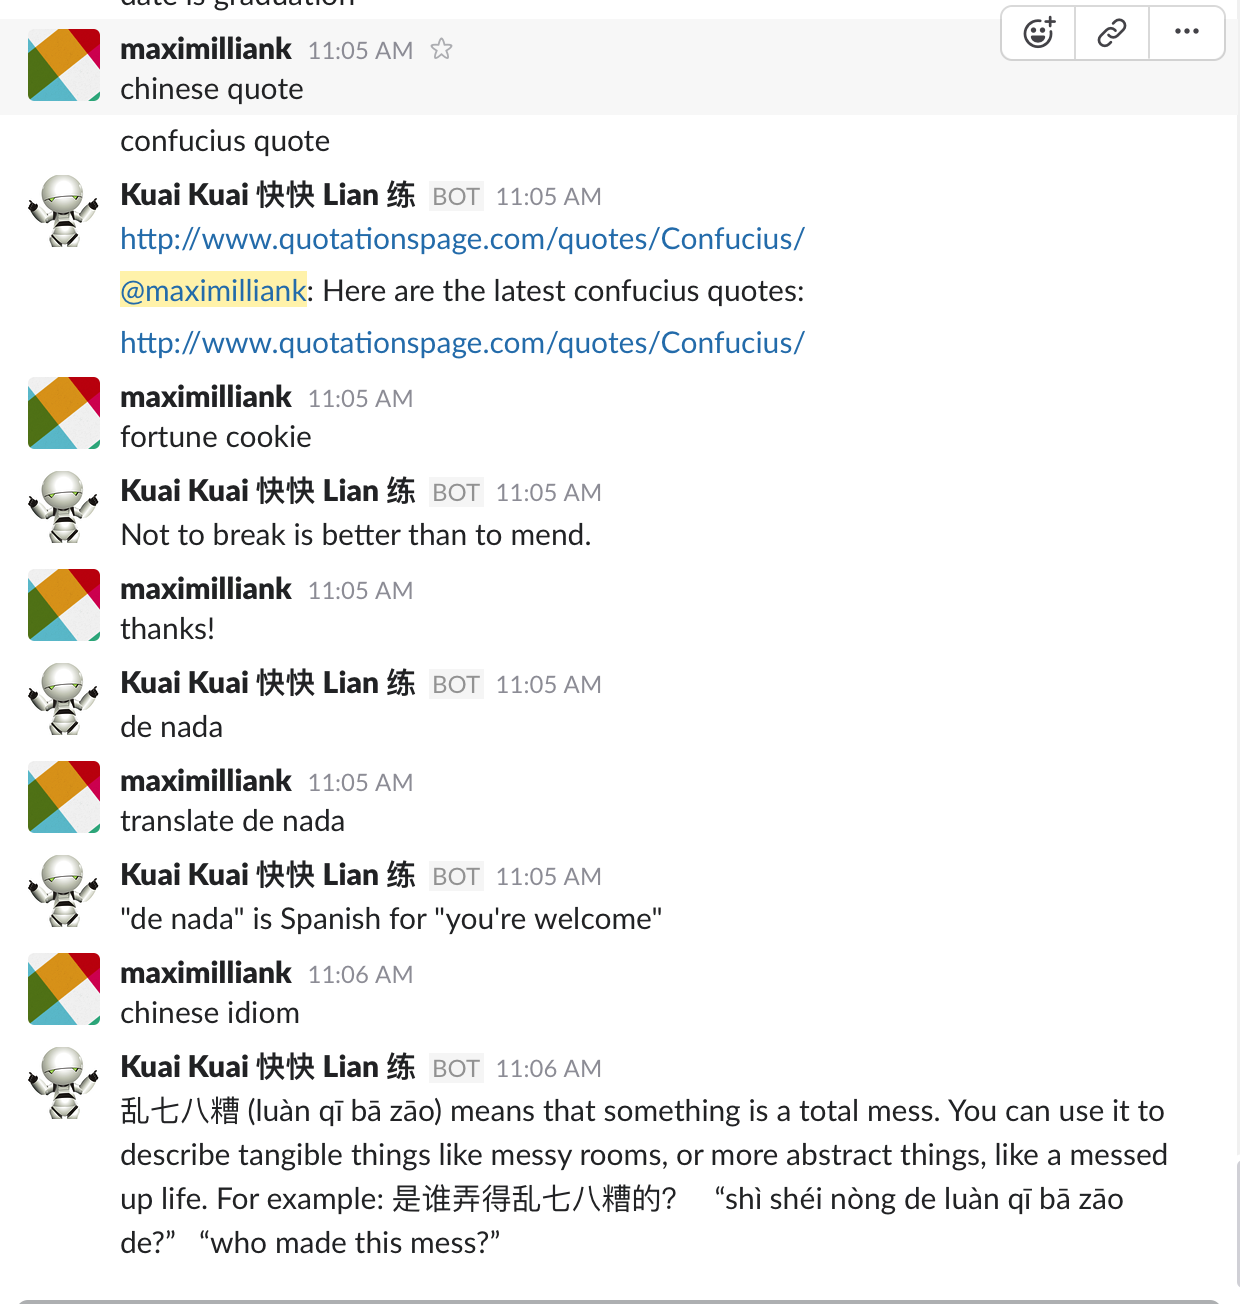 date is graduation
maximilliank 11:05 AM
chinese quote
confucius quote
Kuai Kuai 快快 Lian 练 BOT 11:05 AM
http://www.quotationspage.com/quotes/Confucius/
@maximilliank: Here are the latest confucius quotes:
http://www.quotationspage.com/quotes/Confucius/
maximilliank 11:05 AM
fortune cookie
Kuai Kuai 快快 Lian 练 BOT 11:05 AM
Not to break is better than to mend.
maximilliank 11:05 AM
thanks!
Kuai Kuai 快快 Lian 练 BOT 11:05 AM
de nada
maximilliank 11:05 AM
translate de nada
Kuai Kuai 快快 Lian 练 BOT 11:05 AM
"de nada" is Spanish for "you're welcome"
maximilliank 11:06 AM
chinese idiom
Kuai Kuai 快快 Lian 练 BOT 11:06 AM
乱七八糟 (luàn qī bā zāo) means that something is a total mess. You can use it to
describe tangible things like messy rooms, or more abstract things, like a messed
up life. For example: 是谁弄得乱七八糟的? “shì shéi nòng de luàn qī bā zāo
de?” “who made this mess?”